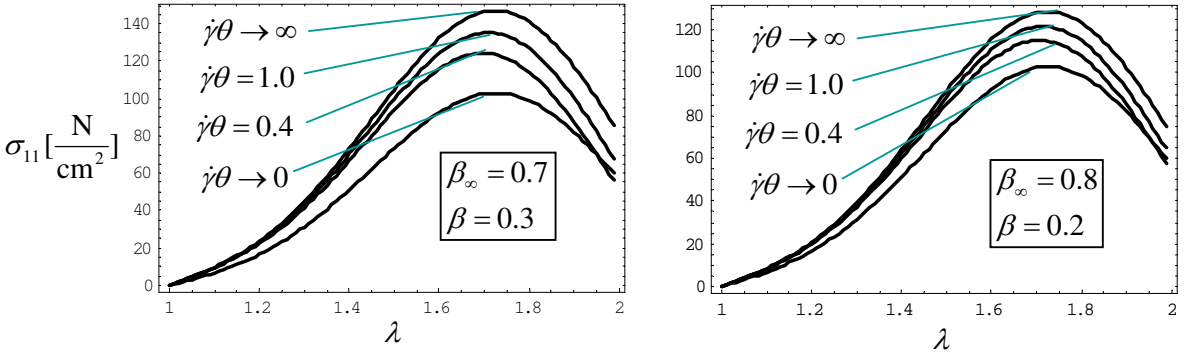 σ₁₁[N/cm²]
140
120
100
80
60
40
20
0
γ̇θ → ∞
γ̇θ = 1.0
γ̇θ = 0.4
γ̇θ → 0
β∞ = 0.7
β = 0.3
1 1.2 1.4 1.6 1.8 2
λ
120
100
80
60
40
20
0
γ̇θ → ∞
γ̇θ = 1.0
γ̇θ = 0.4
γ̇θ → 0
β∞ = 0.8
β = 0.2
1 1.2 1.4 1.6 1.8 2
λ